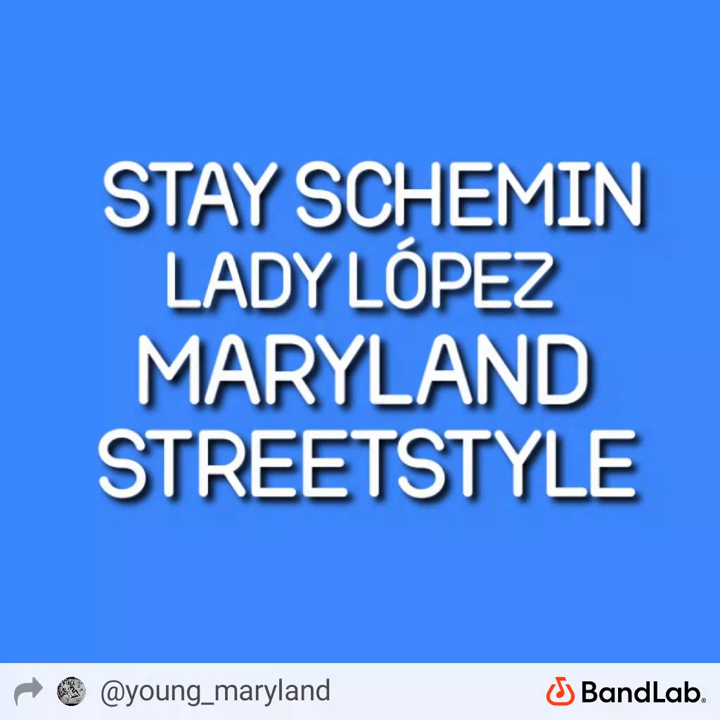 STAY SCHEMIN
LADY LÓPEZ
MARYLAND
STREETSTYLE
@young_maryland
BandLab.